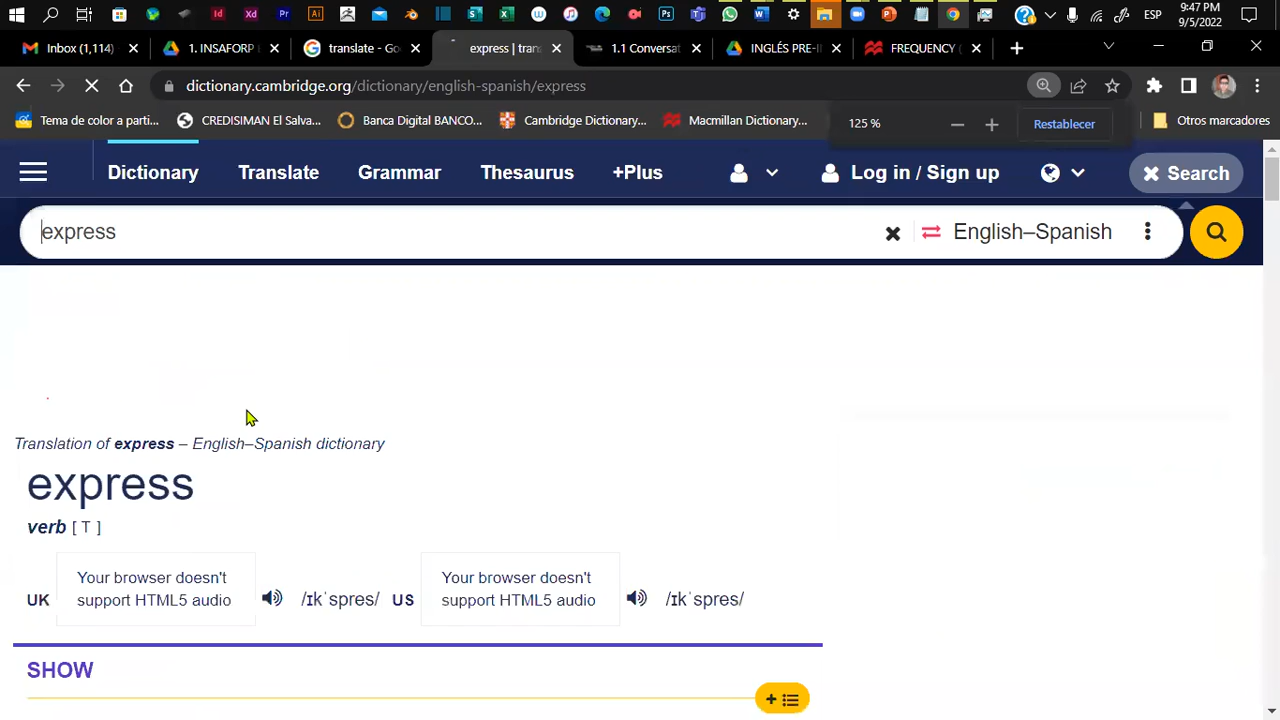 9:47 PM
ESP
9/5/2022
Inbox (1,114)
1. INSAFORP
translate - Go
express | tran
1.1 Conversat
INGLÉS PRE-I
FREQUENCY (
dictionary.cambridge.org/dictionary/english-spanish/express
Tema de color a parti...
CREDISIMAN El Salva...
Banca Digital BANCO...
Cambridge Dictionary...
Macmillan Dictionary...
125 %
Restablecer
Otros marcadores
Dictionary
Translate
Grammar
Thesaurus
+Plus
Log in / Sign up
Search
express
English–Spanish
Translation of express – English–Spanish dictionary
express
verb [ T ]
UK
Your browser doesn't
support HTML5 audio
/ɪkˈspres/
US
Your browser doesn't
support HTML5 audio
/ɪkˈspres/
SHOW